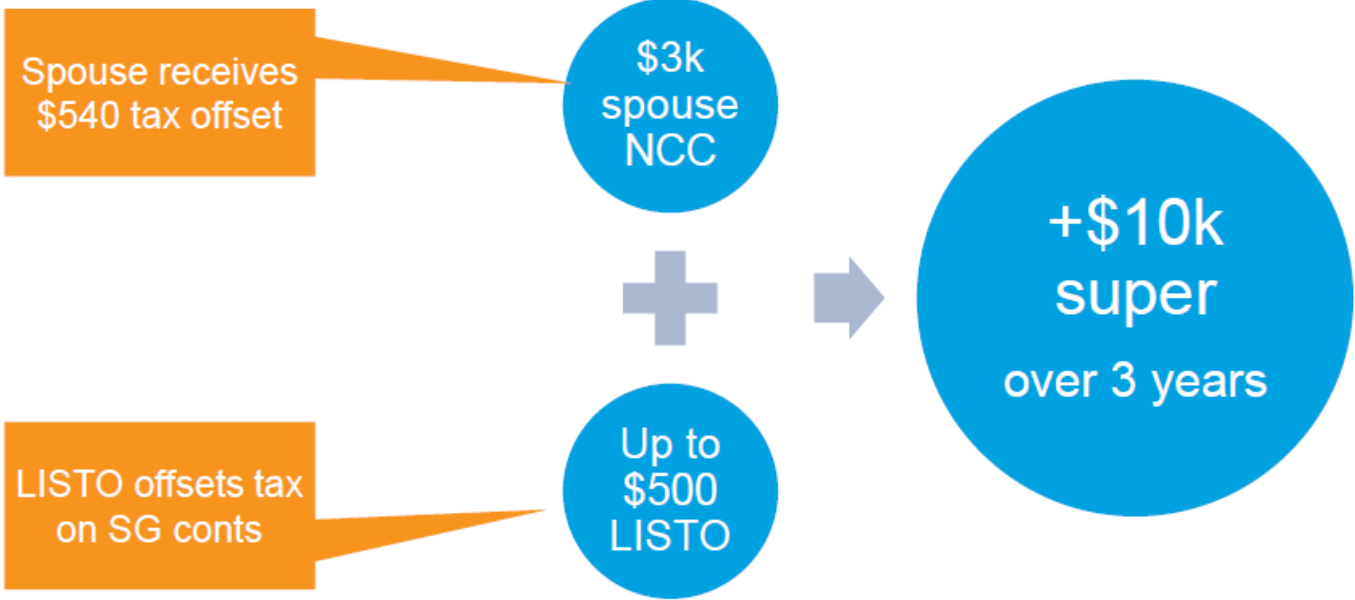 Spouse receives
$540 tax offset
$3k
spouse
NCC
+$10k
super
over 3 years
LISTO offsets tax
on SG conts
Up to
$500
LISTO